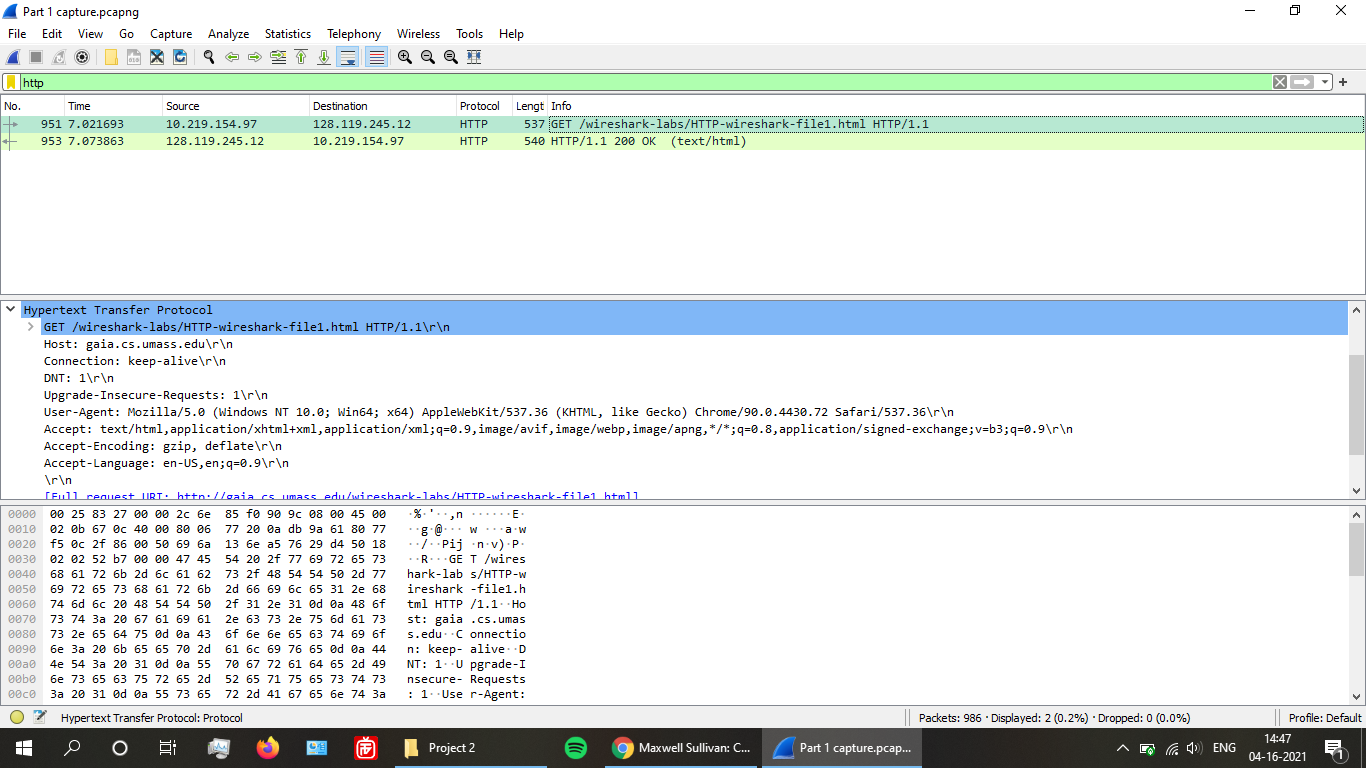 Part 1 capture.pcapng
File Edit View Go Capture Analyze Statistics Telephony Wireless Tools Help
http
No. Time Source Destination Protocol Lengt Info
951 7.021693 10.219.154.97 128.119.245.12 HTTP 537 GET /wireshark-labs/HTTP-wireshark-file1.html HTTP/1.1
953 7.073863 128.119.245.12 10.219.154.97 HTTP 540 HTTP/1.1 200 OK (text/html)
Hypertext Transfer Protocol
GET /wireshark-labs/HTTP-wireshark-file1.html HTTP/1.1\r\n
Host: gaia.cs.umass.edu\r\n
Connection: keep-alive\r\n
DNT: 1\r\n
Upgrade-Insecure-Requests: 1\r\n
User-Agent: Mozilla/5.0 (Windows NT 10.0; Win64; x64) AppleWebKit/537.36 (KHTML, like Gecko) Chrome/90.0.4430.72 Safari/537.36\r\n
Accept: text/html,application/xhtml+xml,application/xml;q=0.9,image/avif,image/webp,image/apng,*/*;q=0.8,application/signed-exchange;v=b3;q=0.9\r\n
Accept-Encoding: gzip, deflate\r\n
Accept-Language: en-US,en;q=0.9\r\n
\r\n
[Full request URI: http://gaia.cs.umass.edu/wireshark-labs/HTTP-wireshark-file1.html]
0000 00 25 83 27 00 00 2c 6e 85 f0 90 9c 08 00 45 00 ·%·'··,n ······E·
0010 02 0b 67 0c 40 00 80 06 77 20 0a db 9a 61 80 77 ··g·@··· w ···a·w
0020 f5 0c 2f 86 00 50 69 6a 13 6e a5 76 29 d4 50 18 ··/··Pij ·n·v)·P·
0030 02 02 52 b7 00 00 47 45 54 20 2f 77 69 72 65 73 ··R···GE T /wires
0040 68 61 72 6b 2d 6c 61 62 73 2f 48 54 54 50 2d 77 hark-lab s/HTTP-w
0050 69 72 65 73 68 61 72 6b 2d 66 69 6c 65 31 2e 68 ireshark -file1.h
0060 74 6d 6c 20 48 54 54 50 2f 31 2e 31 0d 0a 48 6f tml HTTP /1.1··Ho
0070 73 74 3a 20 67 61 69 61 2e 63 73 2e 75 6d 61 73 st: gaia .cs.umas
0080 73 2e 65 64 75 0d 0a 43 6f 6e 6e 65 63 74 69 6f s.edu··C onnectio
0090 6e 3a 20 6b 65 65 70 2d 61 6c 69 76 65 0d 0a 44 n: keep- alive··D
00a0 4e 54 3a 20 31 0d 0a 55 70 67 72 61 64 65 2d 49 NT: 1··U pgrade-I
00b0 6e 73 65 63 75 72 65 2d 52 65 71 75 65 73 74 73 nsecure- Requests
00c0 3a 20 31 0d 0a 55 73 65 72 2d 41 67 65 6e 74 3a : 1··Use r-Agent:
Hypertext Transfer Protocol: Protocol
Packets: 986 · Displayed: 2 (0.2%) · Dropped: 0 (0.0%)
Profile: Default
Project 2
Maxwell Sullivan: C...
Part 1 capture.pcap...
ENG
14:47
04-16-2021
1